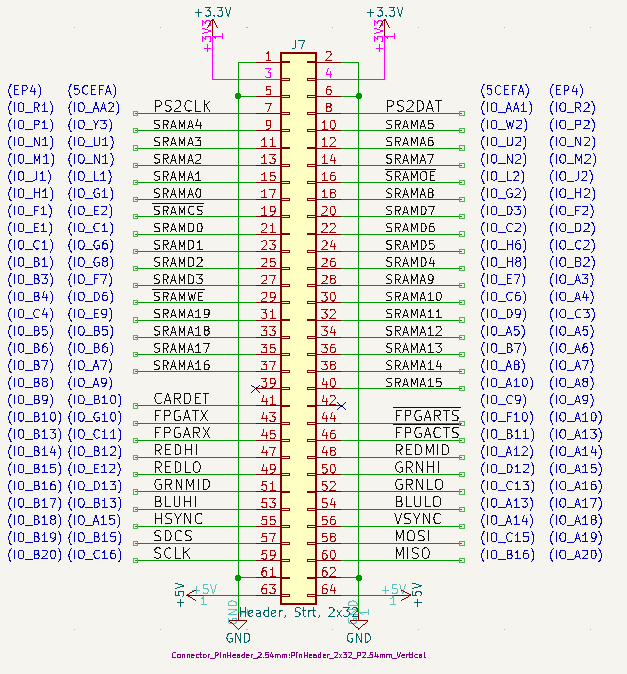 +3.3V +3.3V
+3V3 1 +3V3 1
J7
1 2
3 4
(EP4) (5CEFA) 5 6 (5CEFA) (EP4)
(IO_R1) (IO_AA2) PS2CLK 7 8 PS2DAT (IO_AA1) (IO_R2)
(IO_P1) (IO_Y3) SRAMA4 9 10 SRAMA5 (IO_W2) (IO_P2)
(IO_N1) (IO_U1) SRAMA3 11 12 SRAMA6 (IO_U2) (IO_N2)
(IO_M1) (IO_N1) SRAMA2 13 14 SRAMA7 (IO_N2) (IO_M2)
(IO_J1) (IO_L1) SRAMA1 15 16 SRAMOE (IO_L2) (IO_J2)
(IO_H1) (IO_G1) SRAMA0 17 18 SRAMA8 (IO_G2) (IO_H2)
(IO_F1) (IO_E2) SRAMCS 19 20 SRAMD7 (IO_D3) (IO_F2)
(IO_E1) (IO_C1) SRAMD0 21 22 SRAMD6 (IO_C2) (IO_D2)
(IO_C1) (IO_G6) SRAMD1 23 24 SRAMD5 (IO_H6) (IO_C2)
(IO_B1) (IO_G8) SRAMD2 25 26 SRAMD4 (IO_H8) (IO_B2)
(IO_B3) (IO_F7) SRAMD3 27 28 SRAMA9 (IO_E7) (IO_A3)
(IO_B4) (IO_D6) SRAMWE 29 30 SRAMA10 (IO_C6) (IO_A4)
(IO_C4) (IO_E9) SRAMA19 31 32 SRAMA11 (IO_D9) (IO_C3)
(IO_B5) (IO_B5) SRAMA18 33 34 SRAMA12 (IO_A5) (IO_A5)
(IO_B6) (IO_B6) SRAMA17 35 36 SRAMA13 (IO_B7) (IO_A6)
(IO_B7) (IO_A7) SRAMA16 37 38 SRAMA14 (IO_A8) (IO_A7)
(IO_B8) (IO_A9) 39 40 SRAMA15 (IO_A10) (IO_A8)
(IO_B9) (IO_B10) CARDET 41 42 (IO_C9) (IO_A9)
(IO_B10) (IO_G10) FPGATX 43 44 FPGARTS (IO_F10) (IO_A10)
(IO_B13) (IO_C11) FPGARX 45 46 FPGACTS (IO_B11) (IO_A13)
(IO_B14) (IO_B12) REDHI 47 48 REDMID (IO_A12) (IO_A14)
(IO_B15) (IO_E12) REDLO 49 50 GRNHI (IO_D12) (IO_A15)
(IO_B16) (IO_D13) GRNMID 51 52 GRNLO (IO_C13) (IO_A16)
(IO_B17) (IO_B13) BLUHI 53 54 BLULO (IO_A13) (IO_A17)
(IO_B18) (IO_A15) HSYNC 55 56 VSYNC (IO_A14) (IO_A18)
(IO_B19) (IO_B15) SDCS 57 58 MOSI (IO_C15) (IO_A19)
(IO_B20) (IO_C16) SCLK 59 60 MISO (IO_B16) (IO_A20)
61 62
+5V +5V 1 63 64 +5V 1 +5V
GND 1 Header, Strt, 2x32 GND 1
GND GND
Connector_PinHeader_2.54mm:PinHeader_2x32_P2.54mm_Vertical